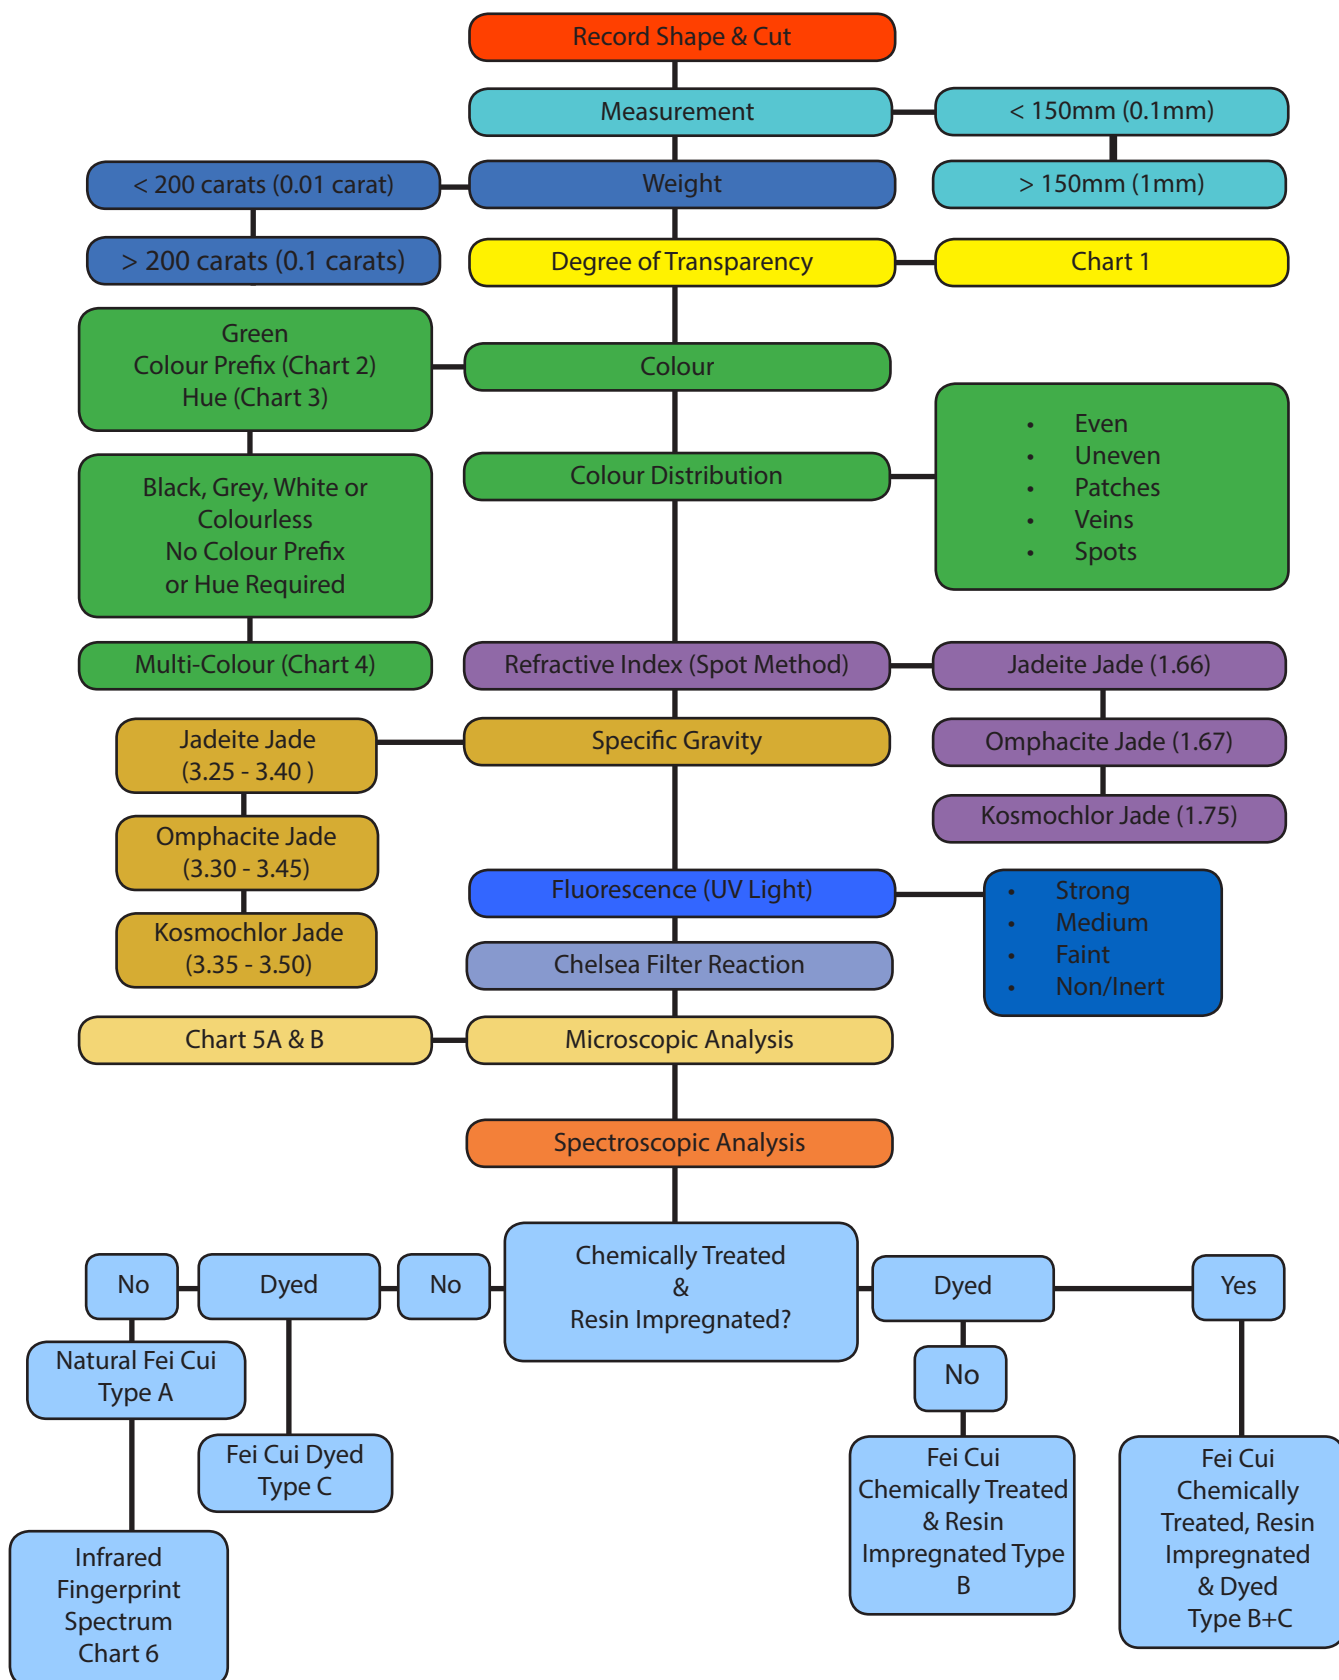 Record Shape & Cut
Measurement
< 150mm (0.1mm)
> 150mm (1mm)
Weight
< 200 carats (0.01 carat)
> 200 carats (0.1 carats)
Degree of Transparency
Chart 1
Colour
Green
Colour Prefix (Chart 2)
Hue (Chart 3)
Black, Grey, White or
Colourless
No Colour Prefix
or Hue Required
Multi-Colour (Chart 4)
Colour Distribution
• Even
• Uneven
• Patches
• Veins
• Spots
Refractive Index (Spot Method)
Jadeite Jade (1.66)
Omphacite Jade (1.67)
Kosmochlor Jade (1.75)
Specific Gravity
Jadeite Jade
(3.25 - 3.40 )
Omphacite Jade
(3.30 - 3.45)
Kosmochlor Jade
(3.35 - 3.50)
Fluorescence (UV Light)
• Strong
• Medium
• Faint
• Non/Inert
Chelsea Filter Reaction
Microscopic Analysis
Chart 5A & B
Spectroscopic Analysis
Chemically Treated
&
Resin Impregnated?
No
Dyed
No
Natural Fei Cui
Type A
Fei Cui Dyed
Type C
Infrared
Fingerprint
Spectrum
Chart 6
Dyed
Yes
No
Fei Cui
Chemically Treated
& Resin
Impregnated Type
B
Fei Cui
Chemically
Treated, Resin
Impregnated
& Dyed
Type B+C